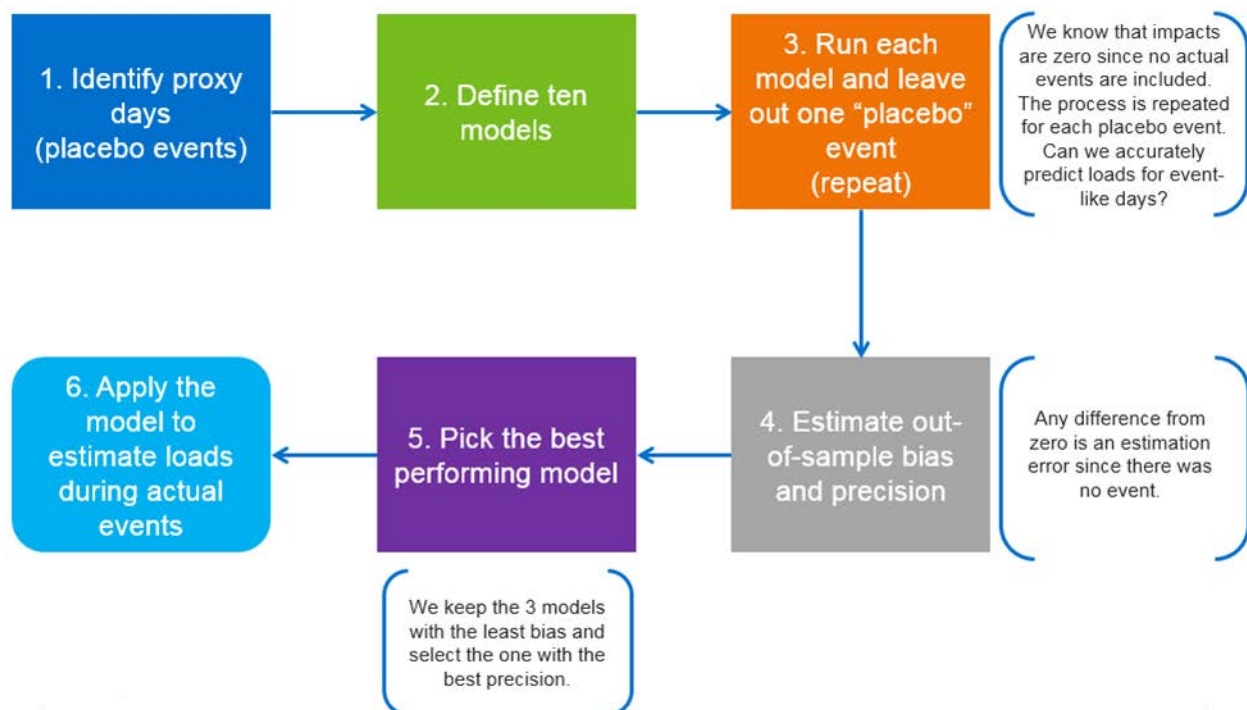 1. Identify proxy
days
(placebo events)
2. Define ten
models
3. Run each
model and leave
out one “placebo”
event
(repeat)
We know that impacts
are zero since no actual
events are included.
The process is repeated
for each placebo event.
Can we accurately
predict loads for event-
like days?
6. Apply the
model to
estimate loads
during actual
events
5. Pick the best
performing model
4. Estimate out-
of-sample bias
and precision
Any difference from
zero is an estimation
error since there was
no event.
We keep the 3 models
with the least bias and
select the one with the
best precision.